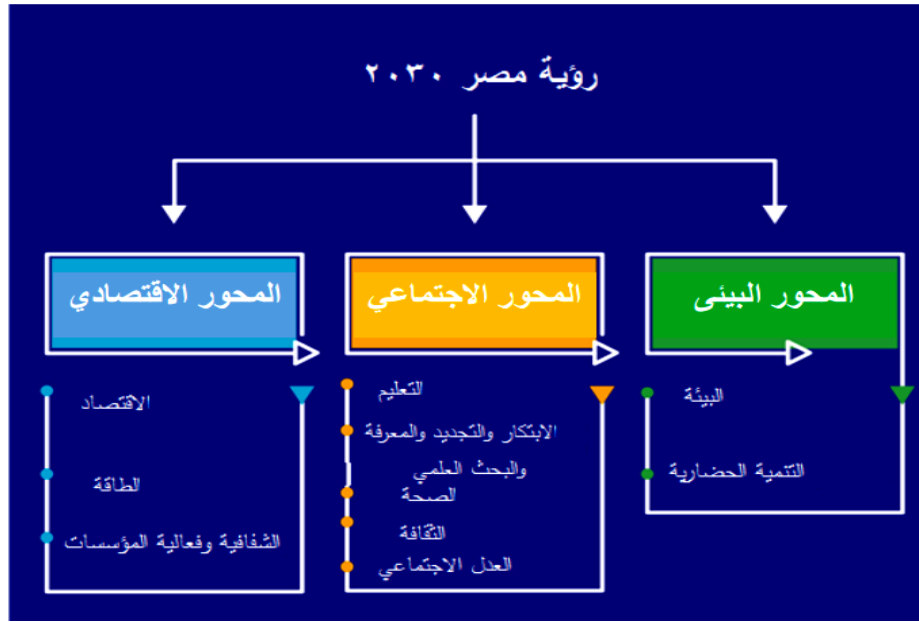 رؤية مصر ٢٠٣٠
المحور البيئى
البيئة
التنمية الحضارية
المحور الاجتماعي
التعليم
الابتكار والتجديد والمعرفة
والبحث العلمي
الصحة
الثقافة
العدل الاجتماعي
المحور الاقتصادي
الاقتصاد
الطاقة
الشفافية وفعالية المؤسسات